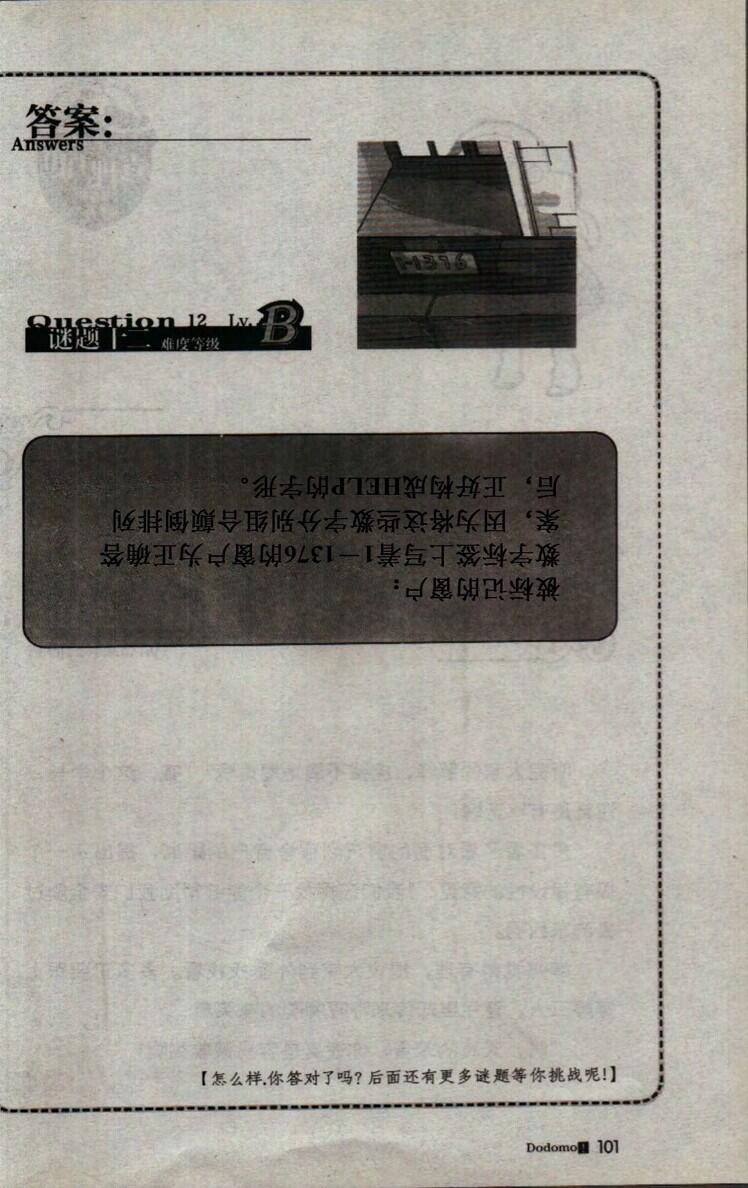 答案:
Answers
1-1376
Question 12 Lv. B
谜题十二 难度等级
被标记的窗户：
数字标签上写着1—1376的窗户为正确答
案，因为将这些数字分别组合颠倒排列
后，正好构成HELP的字形。
【怎么样.你答对了吗? 后面还有更多谜题等你挑战呢!】
Dodomo! 101